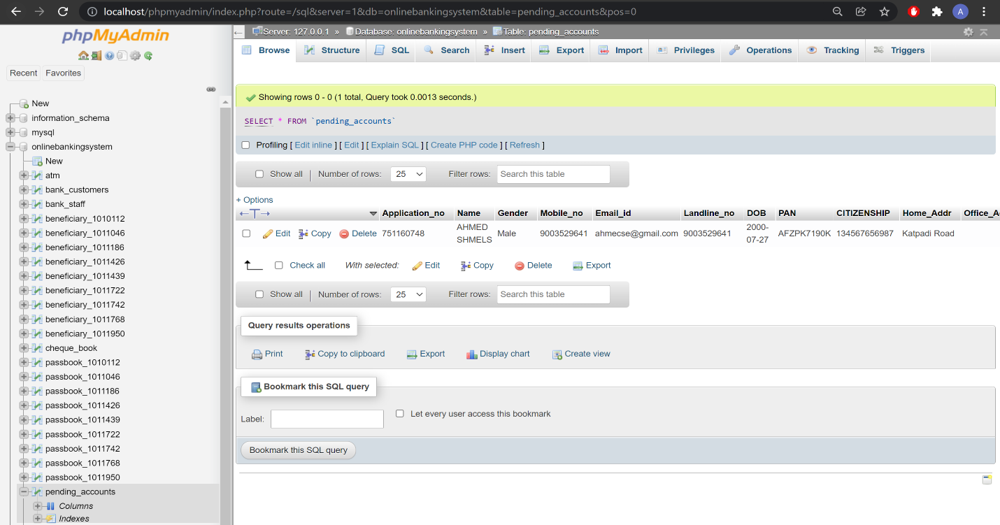 localhost/phpmyadmin/index.php?route=/sql&server=1&db=onlinebankingsystem&table=pending_accounts&pos=0
A
phpMyAdmin
Recent Favorites
New
information_schema
mysql
onlinebankingsystem
New
atm
bank_customers
bank_staff
beneficiary_1010112
beneficiary_1011046
beneficiary_1011186
beneficiary_1011426
beneficiary_1011439
beneficiary_1011722
beneficiary_1011742
beneficiary_1011768
beneficiary_1011950
cheque_book
passbook_1010112
passbook_1011046
passbook_1011186
passbook_1011426
passbook_1011439
passbook_1011722
passbook_1011742
passbook_1011768
passbook_1011950
pending_accounts
Columns
Indexes
Server: 127.0.0.1 » Database: onlinebankingsystem » Table: pending_accounts
Browse Structure SQL Search Insert Export Import Privileges Operations Tracking Triggers
Showing rows 0 - 0 (1 total, Query took 0.0013 seconds.)
SELECT * FROM `pending_accounts`
Profiling [ Edit inline ] [ Edit ] [ Explain SQL ] [ Create PHP code ] [ Refresh ]
Show all | Number of rows: 25 Filter rows: Search this table
+ Options
←T→ Application_no Name Gender Mobile_no Email_id Landline_no DOB PAN CITIZENSHIP Home_Addr Office_A
Edit Copy Delete 751160748 AHMED SHMELS Male 9003529641 ahmecse@gmail.com 9003529641 2000-07-27 AFZPK7190K 134567656987 Katpadi Road
Check all With selected: Edit Copy Delete Export
Show all | Number of rows: 25 Filter rows: Search this table
Query results operations
Print Copy to clipboard Export Display chart Create view
Bookmark this SQL query
Label: Let every user access this bookmark
Bookmark this SQL query